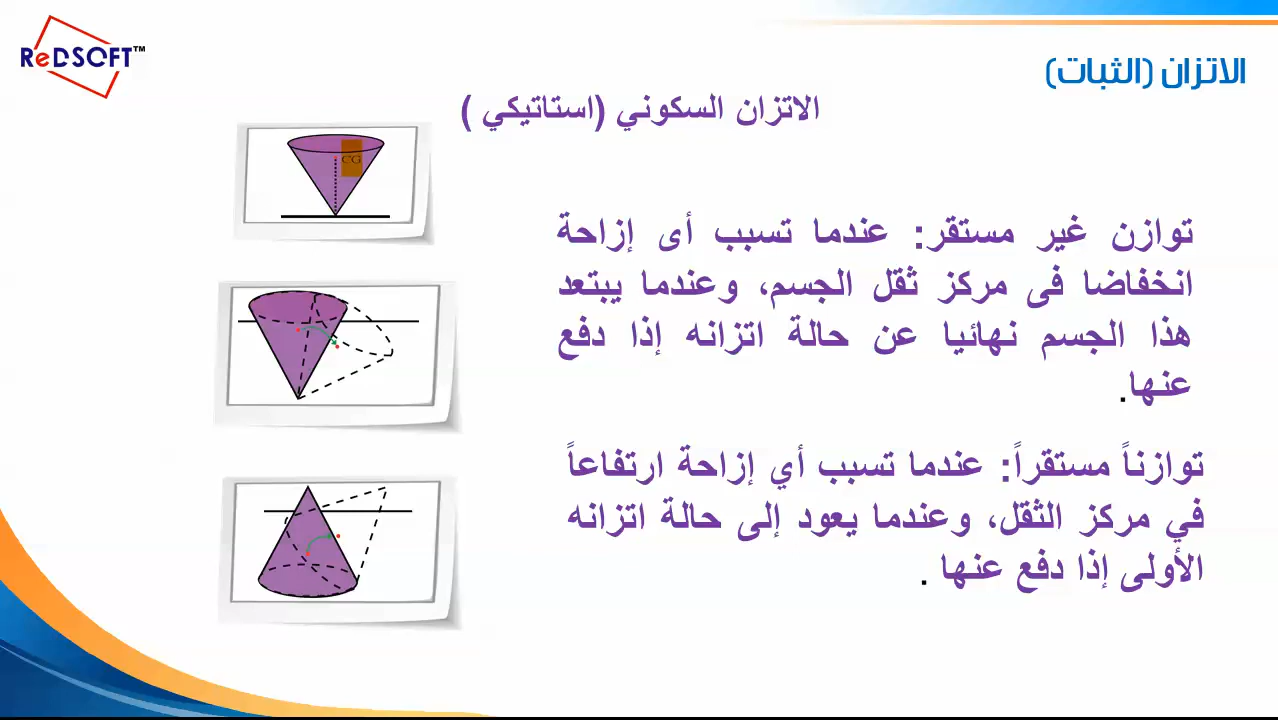 ReDSOFT™
الاتزان (الثبات)
الاتزان السكوني (استاتيكي )
CG
توازن غير مستقر: عندما تسبب أى إزاحة
انخفاضا فى مركز ثقل الجسم، وعندما يبتعد
هذا الجسم نهائيا عن حالة اتزانه إذا دفع
عنها.
توازناً مستقراً: عندما تسبب أي إزاحة ارتفاعاً
في مركز الثقل، وعندما يعود إلى حالة اتزانه
الأولى إذا دفع عنها .